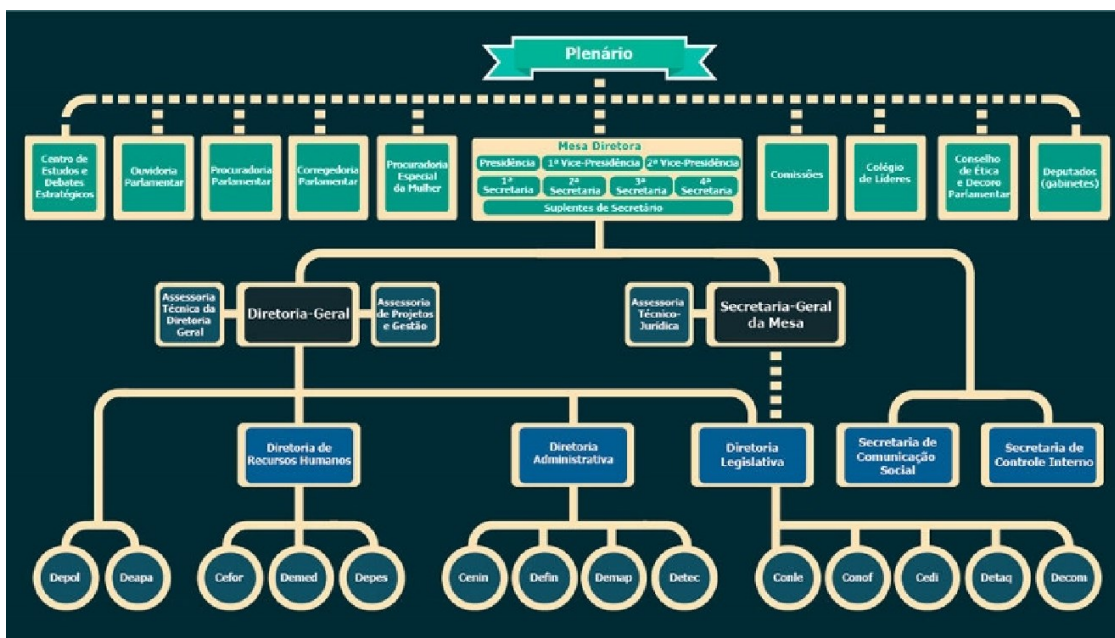 Plenário
Centro de
Estudos e
Debates
Estratégicos
Ouvidoria
Parlamentar
Procuradoria
Parlamentar
Corregedoria
Parlamentar
Procuradoria
Especial
da Mulher
Mesa Diretora
Presidência 1ª Vice-Presidência 2ª Vice-Presidência
1ª
Secretaria
2ª
Secretaria
3ª
Secretaria
4ª
Secretaria
Suplentes de Secretário
Comissões
Colégio
de Líderes
Conselho
de Ética
e Decoro
Parlamentar
Deputados
(gabinetes)
Assessoria
Técnica da
Diretoria
Geral
Diretoria-Geral
Assessoria
de Projetos
e Gestão
Assessoria
Técnico-
Jurídica
Secretaria-Geral
da Mesa
Diretoria de
Recursos Humanos
Diretoria
Administrativa
Diretoria
Legislativa
Secretaria de
Comunicação
Social
Secretaria de
Controle Interno
Depol
Deapa
Cefor
Demed
Depes
Cenin
Defin
Demap
Detec
Conle
Conof
Cedi
Detaq
Decom